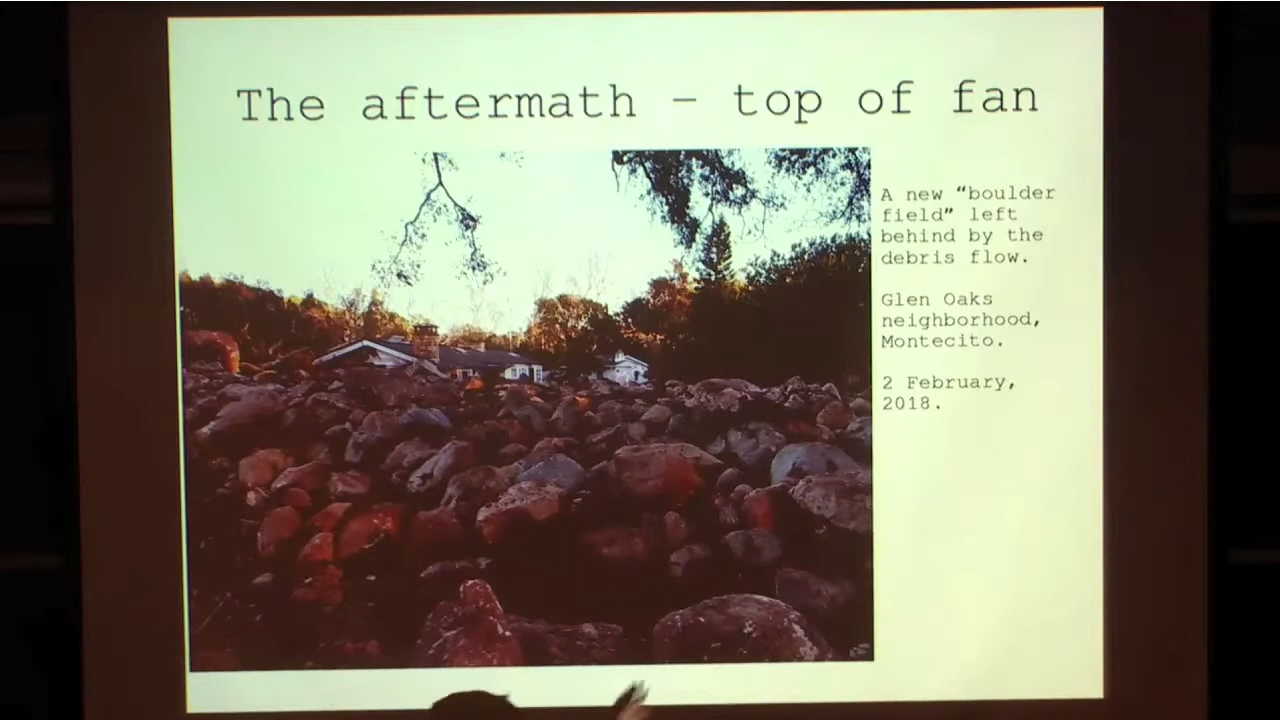 The aftermath – top of fan
A new “boulder
field” left
behind by the
debris flow.
Glen Oaks
neighborhood,
Montecito.
2 February,
2018.